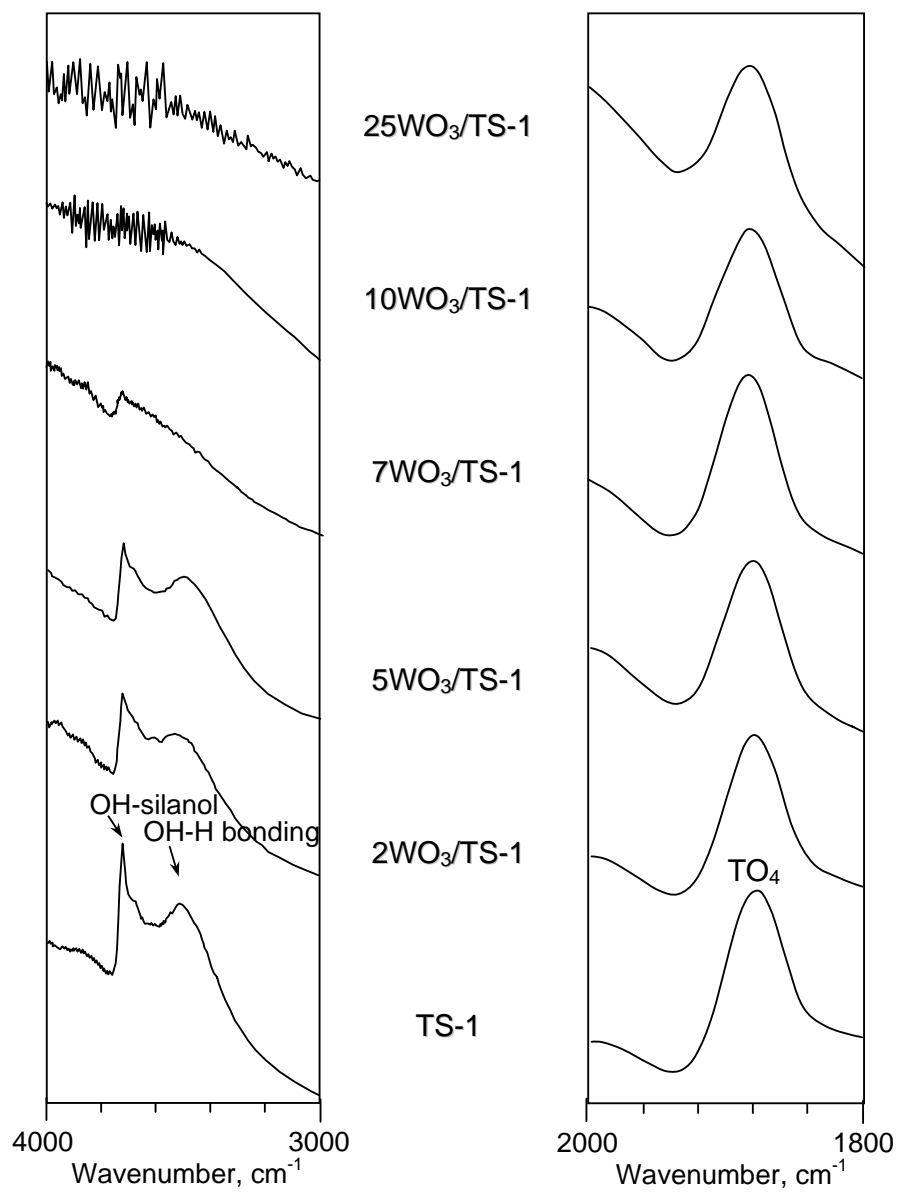 25WO₃/TS-1
10WO₃/TS-1
7WO₃/TS-1
5WO₃/TS-1
OH-silanol
OH-H bonding
2WO₃/TS-1
TO₄
TS-1
4000 3000 2000 1800
Wavenumber, cm⁻¹ Wavenumber, cm⁻¹